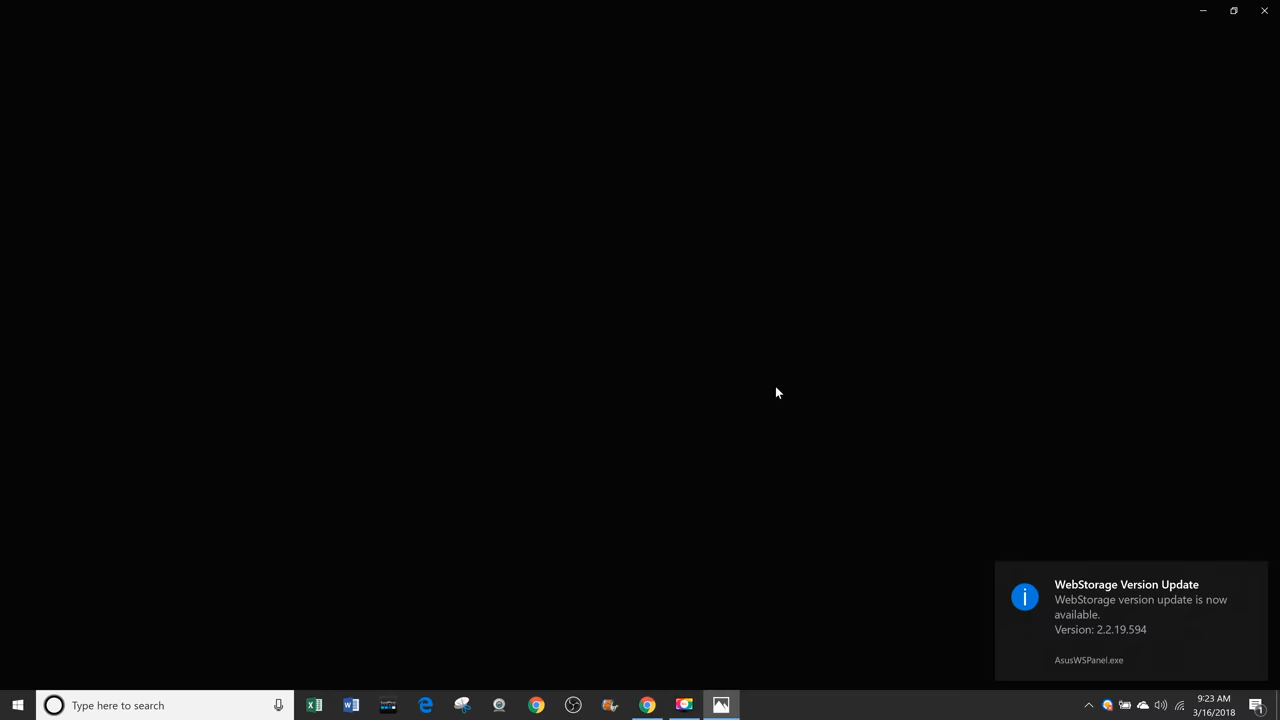 WebStorage Version Update
WebStorage version update is now
available.
Version: 2.2.19.594
AsusWSPanel.exe
Type here to search
9:23 AM
3/16/2018